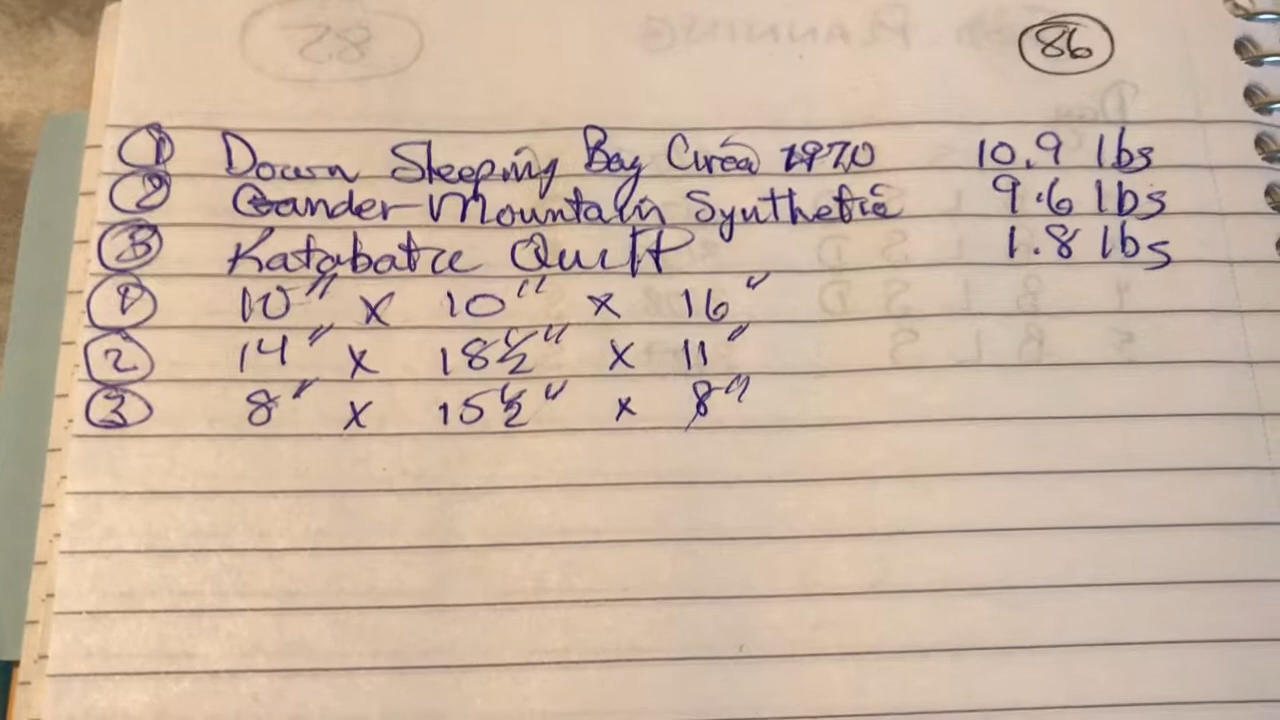 86
① Down Sleeping Bag Circa 1970 10.9 lbs
② Gander Mountain Synthetic 9.6 lbs
③ Katabatic Quilt 1.8 lbs
① 10" x 10" x 16"
② 14" x 18½" x 11"
③ 8" x 15½" x 8"